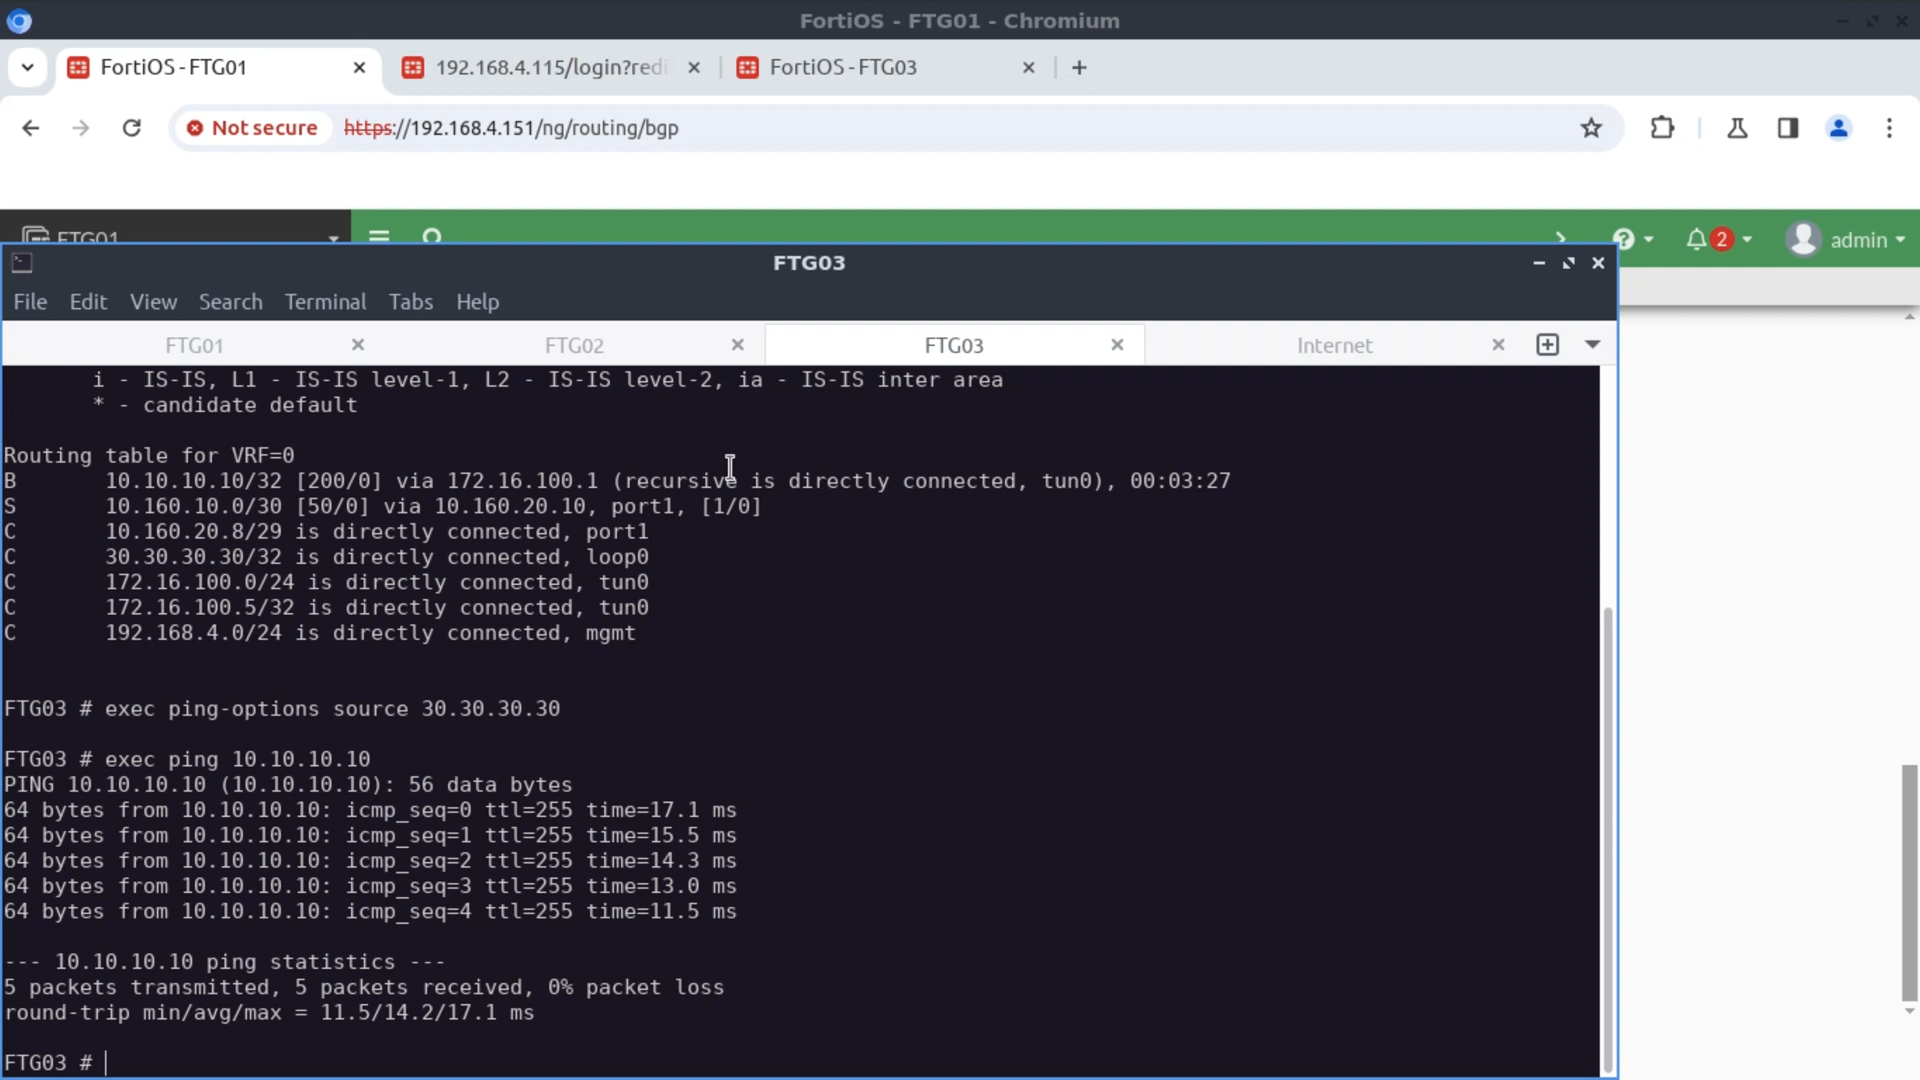 FortiOS - FTG01 - Chromium
FortiOS - FTG01
192.168.4.115/login?redi
FortiOS - FTG03
Not secure
https://192.168.4.151/ng/routing/bgp
FTG01
2
admin
FTG03
File Edit View Search Terminal Tabs Help
FTG01
FTG02
FTG03
Internet
i - IS-IS, L1 - IS-IS level-1, L2 - IS-IS level-2, ia - IS-IS inter area
* - candidate default
Routing table for VRF=0
B 10.10.10.10/32 [200/0] via 172.16.100.1 (recursive is directly connected, tun0), 00:03:27
S 10.160.10.0/30 [50/0] via 10.160.20.10, port1, [1/0]
C 10.160.20.8/29 is directly connected, port1
C 30.30.30.30/32 is directly connected, loop0
C 172.16.100.0/24 is directly connected, tun0
C 172.16.100.5/32 is directly connected, tun0
C 192.168.4.0/24 is directly connected, mgmt
FTG03 # exec ping-options source 30.30.30.30
FTG03 # exec ping 10.10.10.10
PING 10.10.10.10 (10.10.10.10): 56 data bytes
64 bytes from 10.10.10.10: icmp_seq=0 ttl=255 time=17.1 ms
64 bytes from 10.10.10.10: icmp_seq=1 ttl=255 time=15.5 ms
64 bytes from 10.10.10.10: icmp_seq=2 ttl=255 time=14.3 ms
64 bytes from 10.10.10.10: icmp_seq=3 ttl=255 time=13.0 ms
64 bytes from 10.10.10.10: icmp_seq=4 ttl=255 time=11.5 ms
--- 10.10.10.10 ping statistics ---
5 packets transmitted, 5 packets received, 0% packet loss
round-trip min/avg/max = 11.5/14.2/17.1 ms
FTG03 #